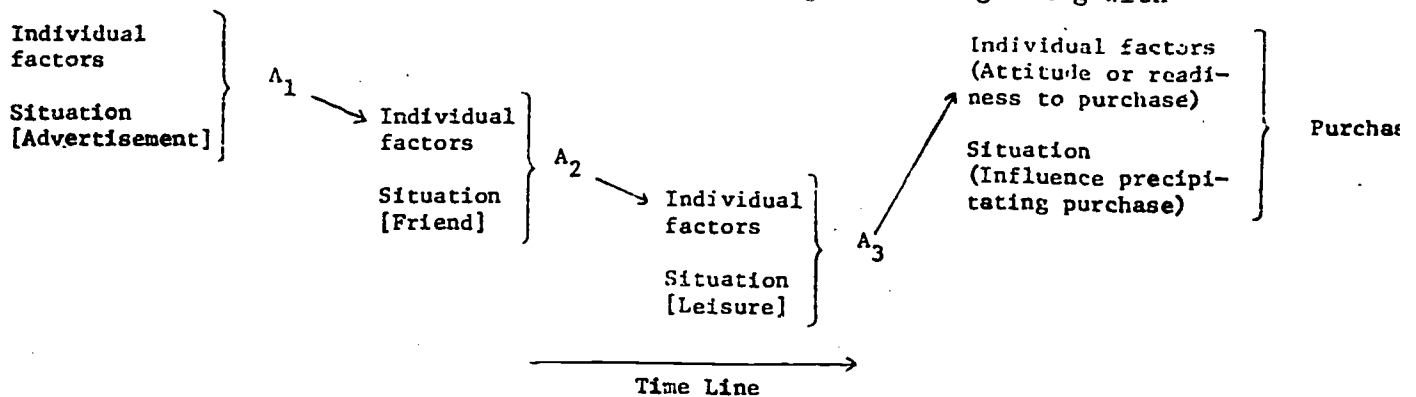 Individual
factors
Situation
[Advertisement]
A1
Individual
factors
Situation
[Friend]
A2
Individual
factors
Situation
[Leisure]
A3
Individual factors
(Attitude or readi-
ness to purchase)
Situation
(Influence precipi-
tating purchase)
Purchas
Time Line